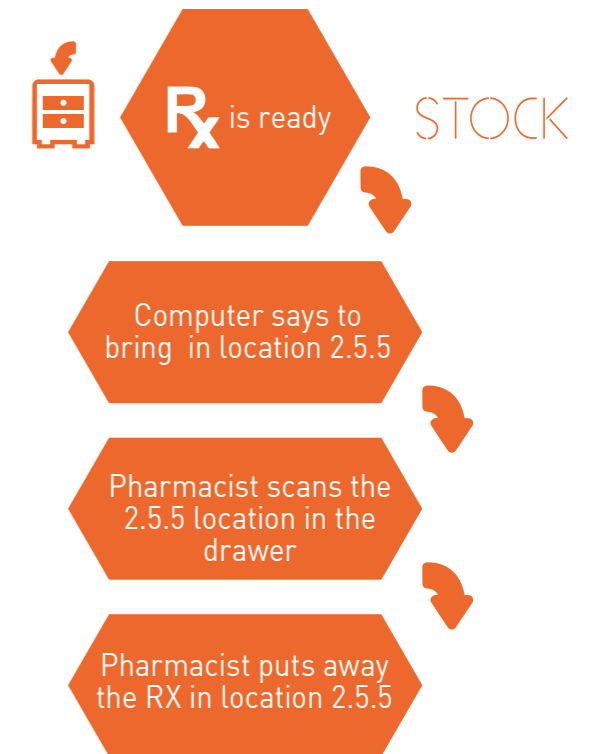 Rx is ready
STOCK
Computer says to
bring  in location 2.5.5
Pharmacist scans the
2.5.5 location in the
drawer
Pharmacist puts away
the RX in location 2.5.5